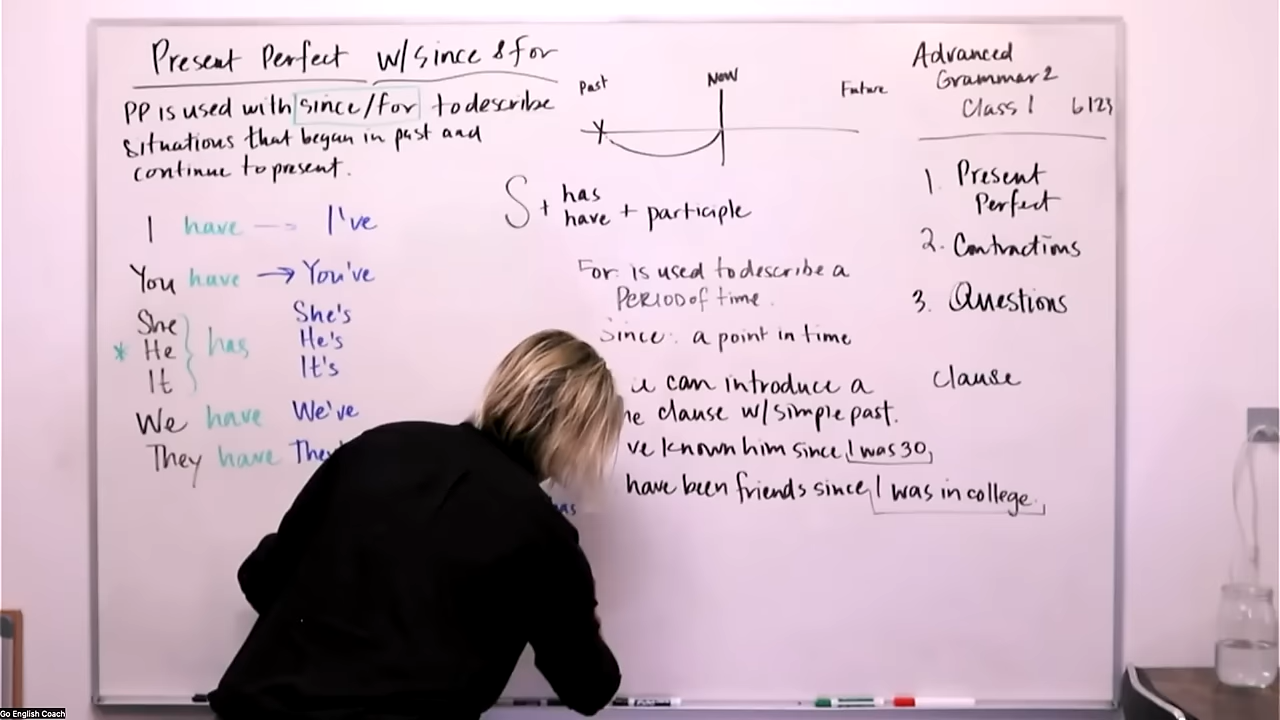 Present Perfect w/since & for
PP is used with since/for to describe
situations that began in past and
continue to present.
I have I've
You have → You've
She
* He has
It
She's
He's
It's
We have We've
They have
Past
Now
Future
S + has
have + participle
For: is used to describe a
PERIOD of time.
Since: a point in time
can introduce a
clause w/simple past.
known him since I was 30,
have been friends since I was in college.
Advanced
Grammar 2
Class 1
1. Present
Perfect
2. Contractions
3. Questions
clause
Go English Coach